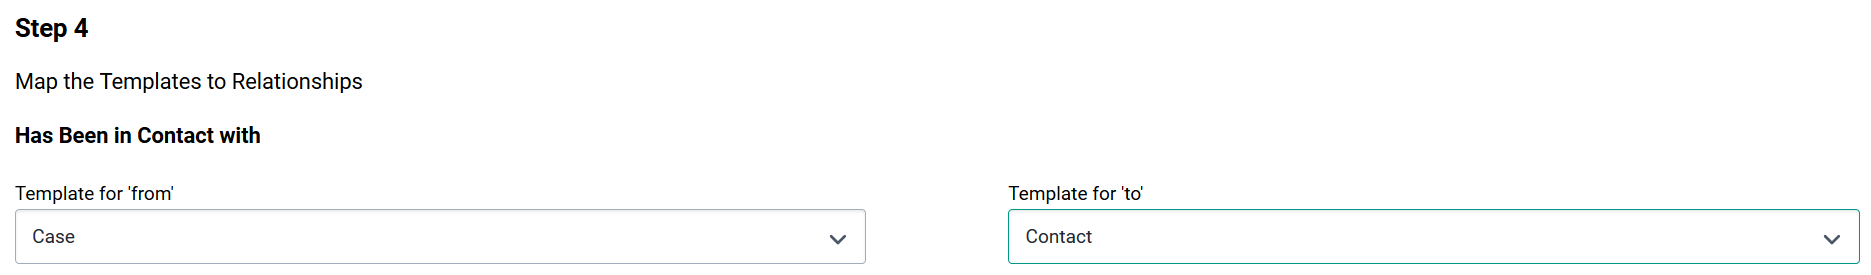 Step 4
Map the Templates to Relationships
Has Been in Contact with
Template for 'from'
Template for 'to'
Case
Contact